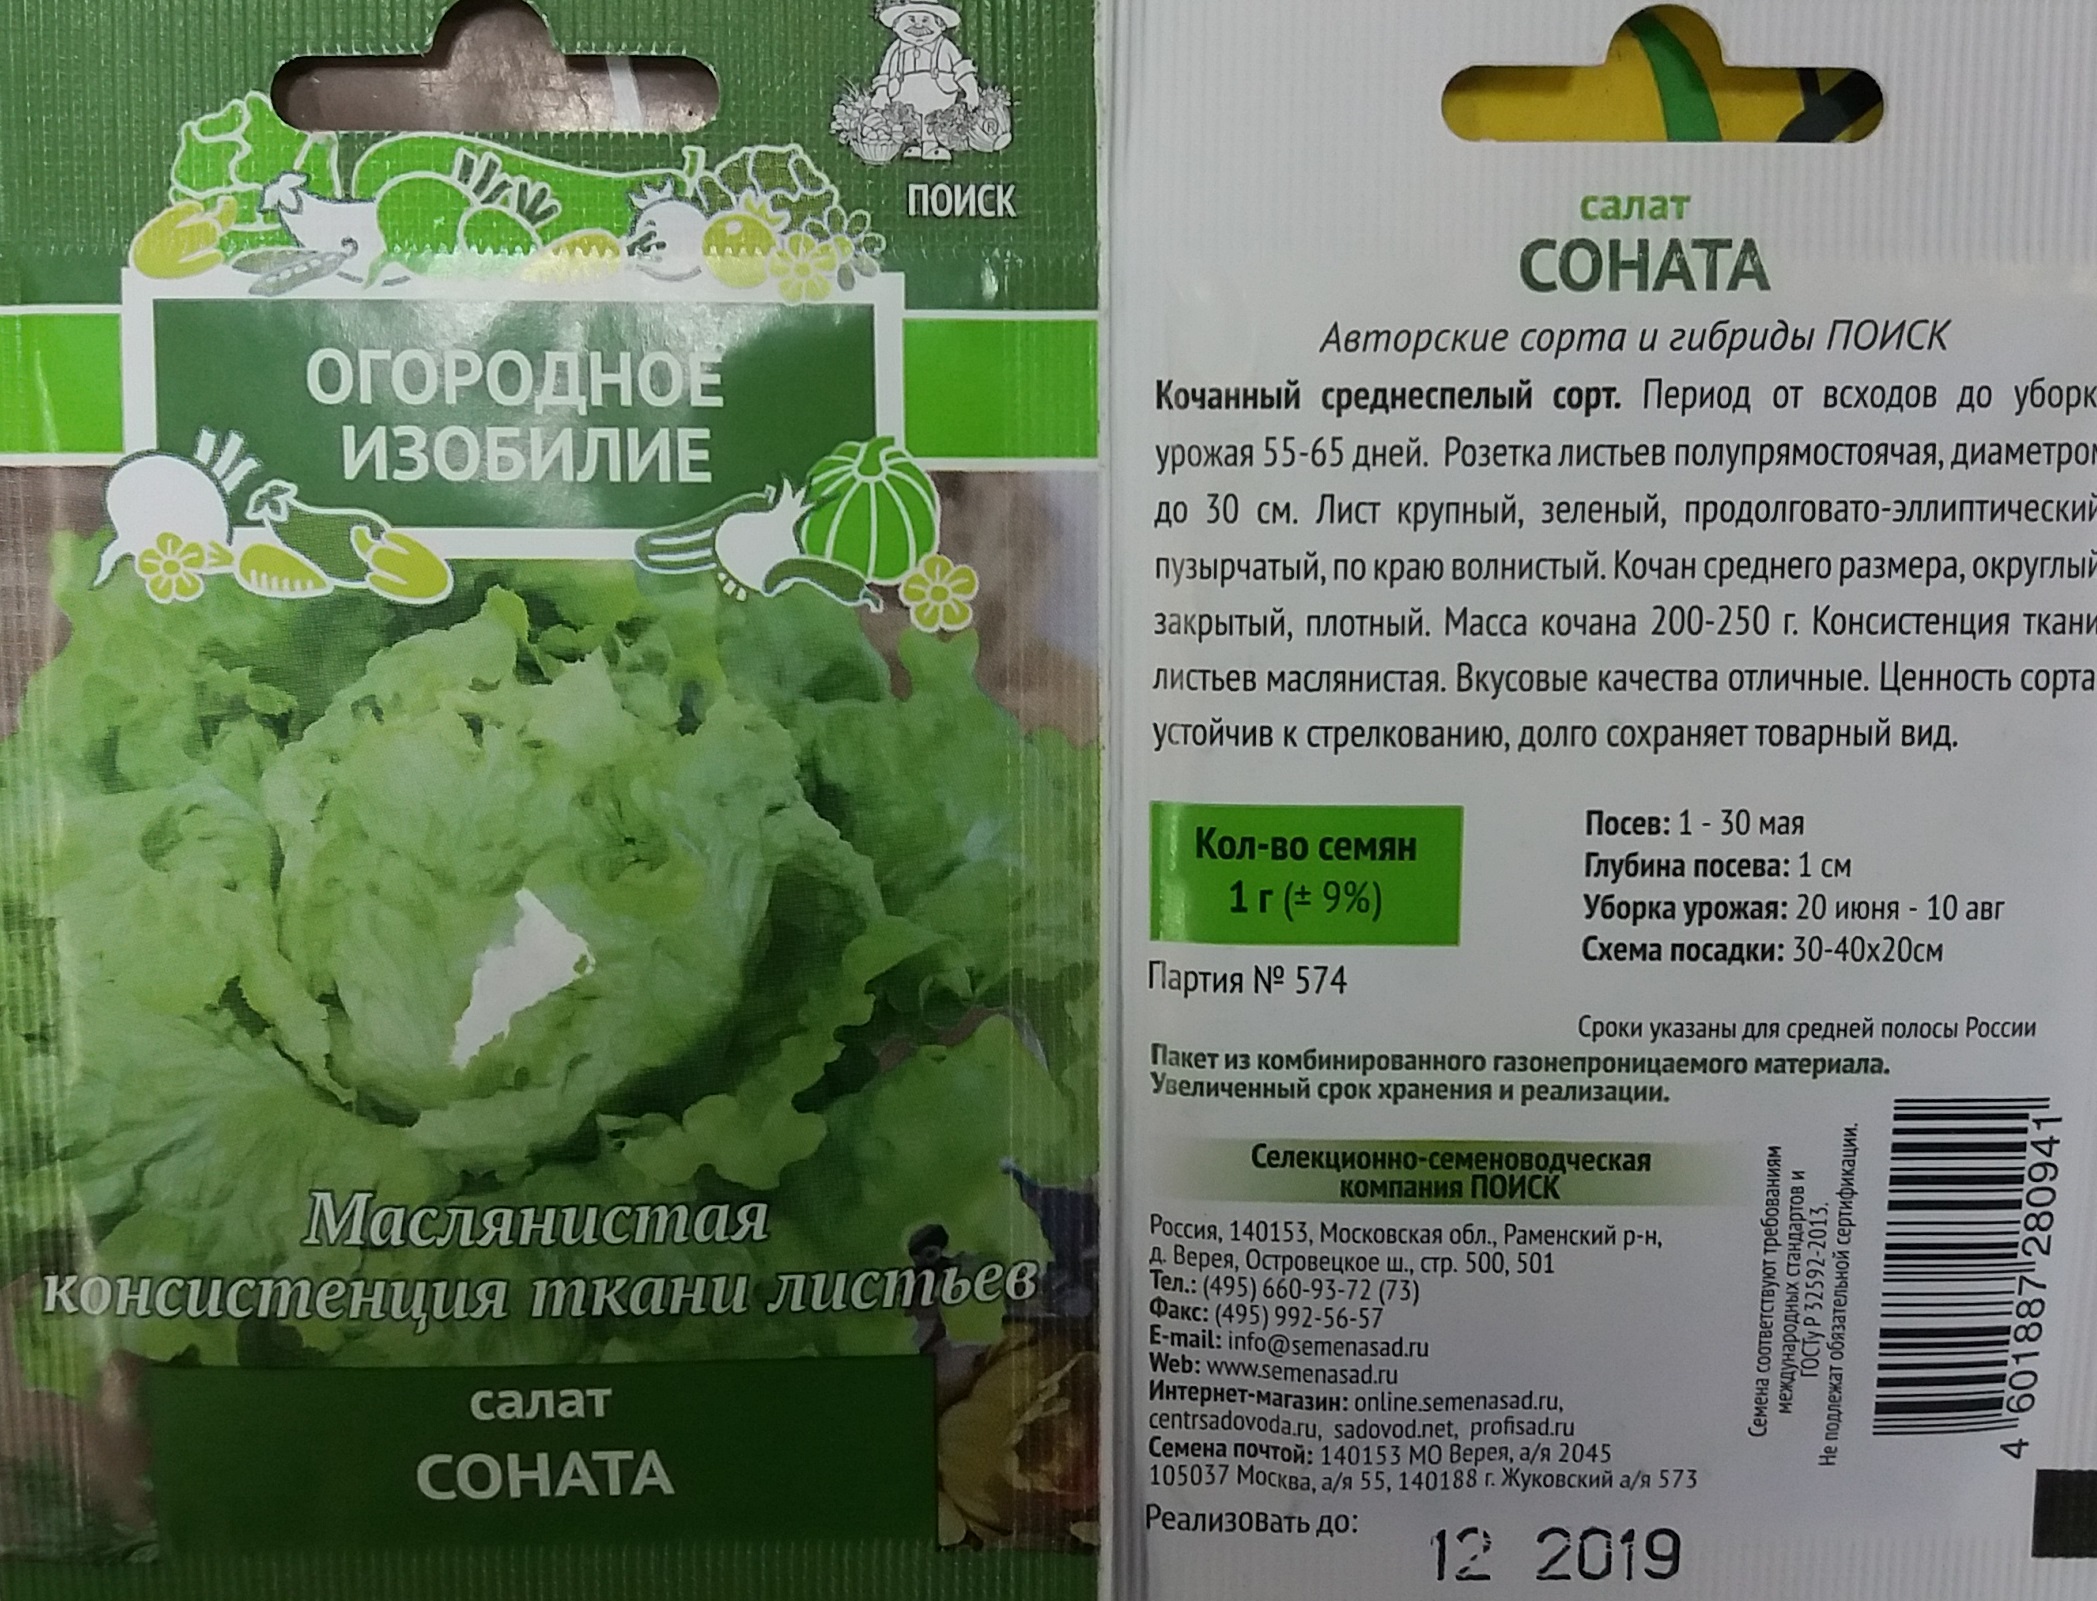 ПОИСК
ОГОРОДНОЕ
ИЗОБИЛИЕ
Маслянистая
консистенция ткани листьев
салат
СОНАТА
салат
СОНАТА
Авторские сорта и гибриды ПОИСК
Кочанный среднеспелый сорт. Период от всходов до уборк
урожая 55-65 дней. Розетка листьев полупрямостоячая, диаметро
до 30 см. Лист крупный, зеленый, продолговато-эллиптический
пузырчатый, по краю волнистый. Кочан среднего размера, округлый
закрытый, плотный. Масса кочана 200-250 г. Консистенция ткани
листьев маслянистая. Вкусовые качества отличные. Ценность сорта
устойчив к стрелкованию, долго сохраняет товарный вид.
Кол-во семян
1 г (± 9%)
Партия № 574
Посев: 1 - 30 мая
Глубина посева: 1 см
Уборка урожая: 20 июня - 10 авг
Схема посадки: 30-40х20см
Сроки указаны для средней полосы России
Пакет из комбинированного газонепроницаемого материала.
Увеличенный срок хранения и реализации.
Селекционно-семеноводческая
компания ПОИСК
Россия, 140153, Московская обл., Раменский р-н,
д. Верея, Островецкое ш., стр. 500, 501
Тел.: (495) 660-93-72 (73)
Факс: (495) 992-56-57
E-mail: info@semenasad.ru
Web: www.semenasad.ru
Интернет-магазин: online.semenasad.ru,
centrsadovoda.ru, sadovod.net, profisad.ru
Семена почтой: 140153 МО Верея, а/я 2045
105037 Москва, а/я 55, 140188 г. Жуковский а/я 573
Реализовать до:
12 2019
Семена соответствуют требованиям
международных стандартов и
ГОСТу Р 32592-2013.
Не подлежат обязательной сертификации.
4 601887 280941